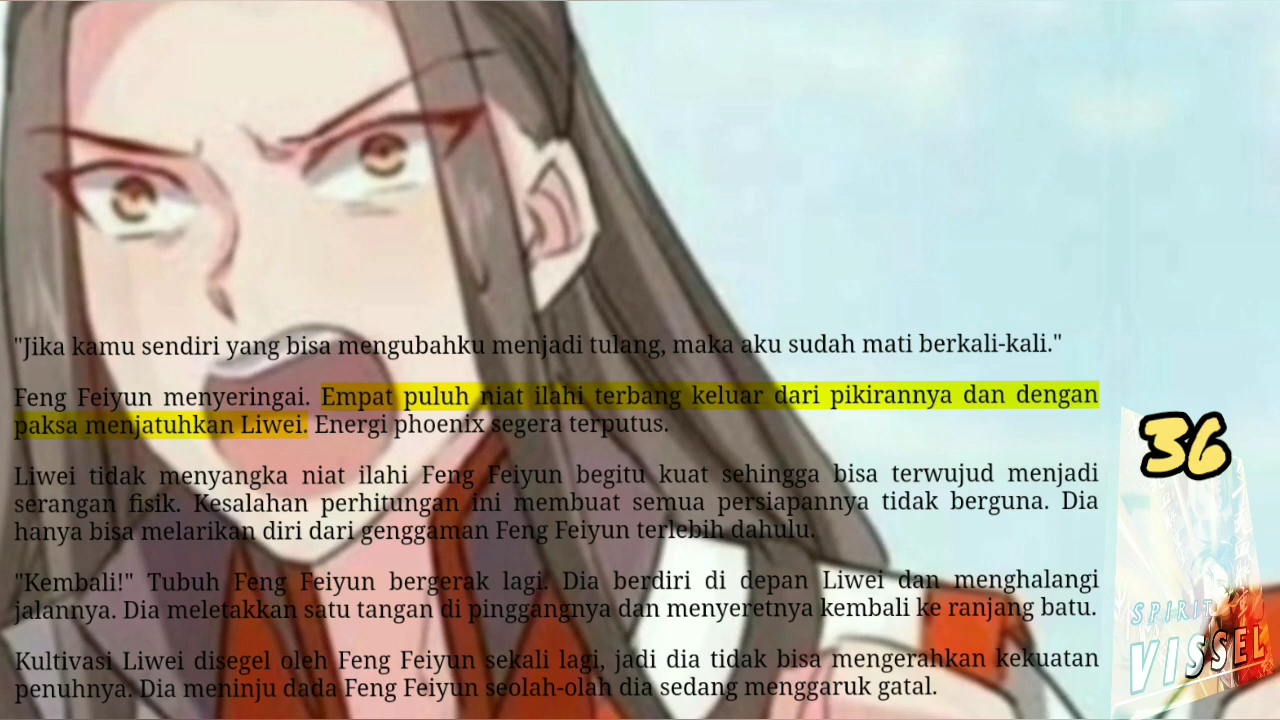 "Jika kamu sendiri yang bisa mengubahku menjadi tulang, maka aku sudah mati berkali-kali."
Feng Feiyun menyeringai. Empat puluh niat ilahi terbang keluar dari pikirannya dan dengan
paksa menjatuhkan Liwei. Energi phoenix segera terputus.
Liwei tidak menyangka niat ilahi Feng Feiyun begitu kuat sehingga bisa terwujud menjadi
serangan fisik. Kesalahan perhitungan ini membuat semua persiapannya tidak berguna. Dia
hanya bisa melarikan diri dari genggaman Feng Feiyun terlebih dahulu.
"Kembali!" Tubuh Feng Feiyun bergerak lagi. Dia berdiri di depan Liwei dan menghalangi
jalannya. Dia meletakkan satu tangan di pinggangnya dan menyeretnya kembali ke ranjang batu.
Kultivasi Liwei disegel oleh Feng Feiyun sekali lagi, jadi dia tidak bisa mengerahkan kekuatan
penuhnya. Dia meninju dada Feng Feiyun seolah-olah dia sedang menggaruk gatal.
36
SPIRIT
VISSEL